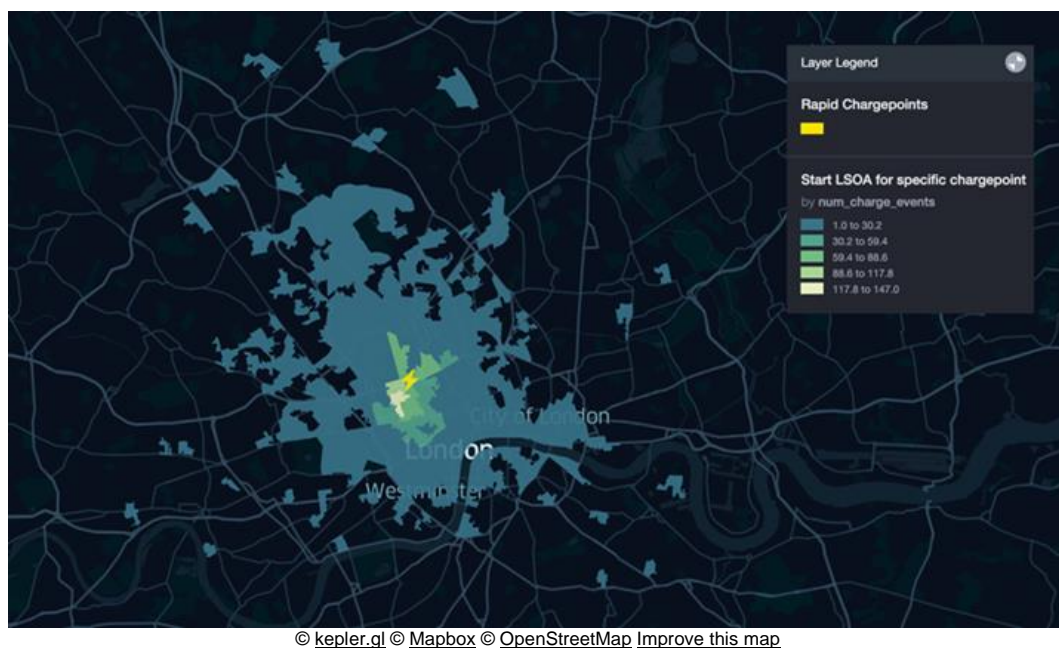 Layer Legend
Rapid Chargepoints
Start LSOA for specific chargepoint
by num_charge_events
1.0 to 30.2
30.2 to 59.4
59.4 to 88.6
88.6 to 117.8
117.8 to 147.0
City of London
London
Westminster
© kepler.gl © Mapbox © OpenStreetMap Improve this map